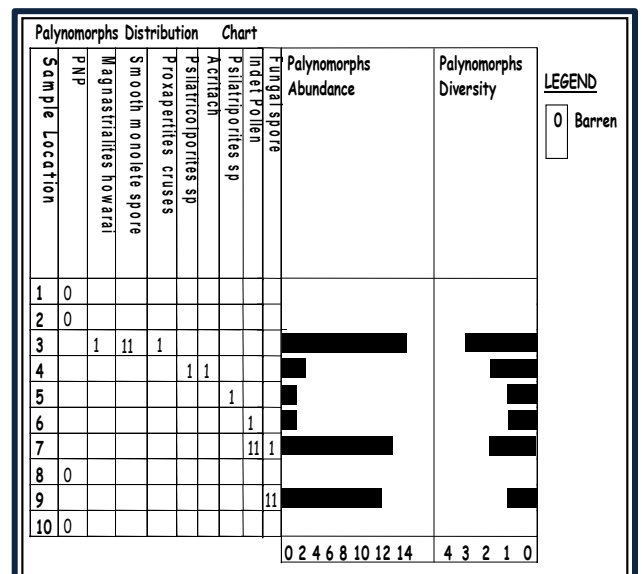 Palynomorphs Distribution Chart
Sample Location
PNP
Magnastrialites howarai
Smooth monolete spore
Proxapertites cruses
Psilatricolporites sp
Acritach
Psilatriporites sp
Indet Pollen
Fungal spore
Palynomorphs
Abundance
Palynomorphs
Diversity
LEGEND
0 Barren
1 0
2 0
3 1 11 1
4 1 1
5 1
6 1
7 11 1
8 0
9 11
10 0
0 2 4 6 8 10 12 14 4 3 2 1 0